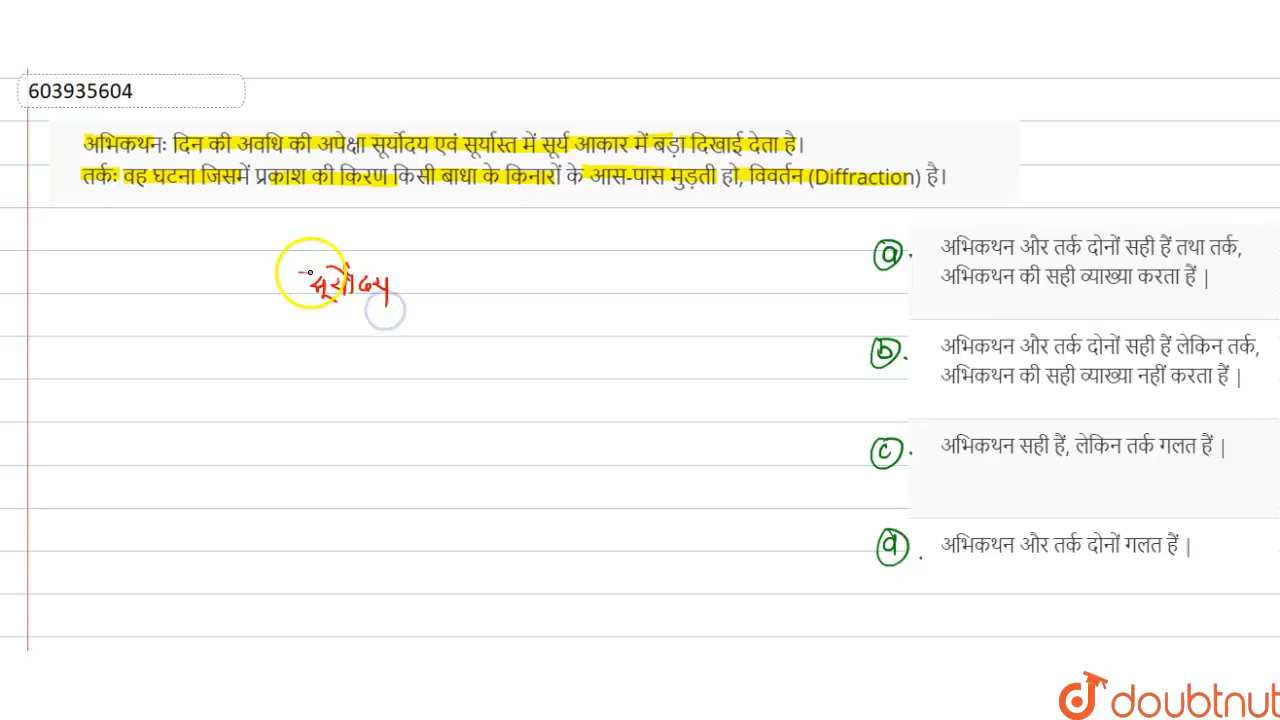 603935604
अभिकथनः दिन की अवधि की अपेक्षा सूर्योदय एवं सूर्यास्त में सूर्य आकार में बड़ा दिखाई देता है।
तर्कः वह घटना जिसमें प्रकाश की किरण किसी बाधा के किनारों के आस-पास मुड़ती हो, विवर्तन (Diffraction) है।
सूर्योदय
a. अभिकथन और तर्क दोनों सही हैं तथा तर्क,
अभिकथन की सही व्याख्या करता हैं |
b. अभिकथन और तर्क दोनों सही हैं लेकिन तर्क,
अभिकथन की सही व्याख्या नहीं करता हैं |
c. अभिकथन सही हैं, लेकिन तर्क गलत हैं |
d. अभिकथन और तर्क दोनों गलत हैं |
doubtnut